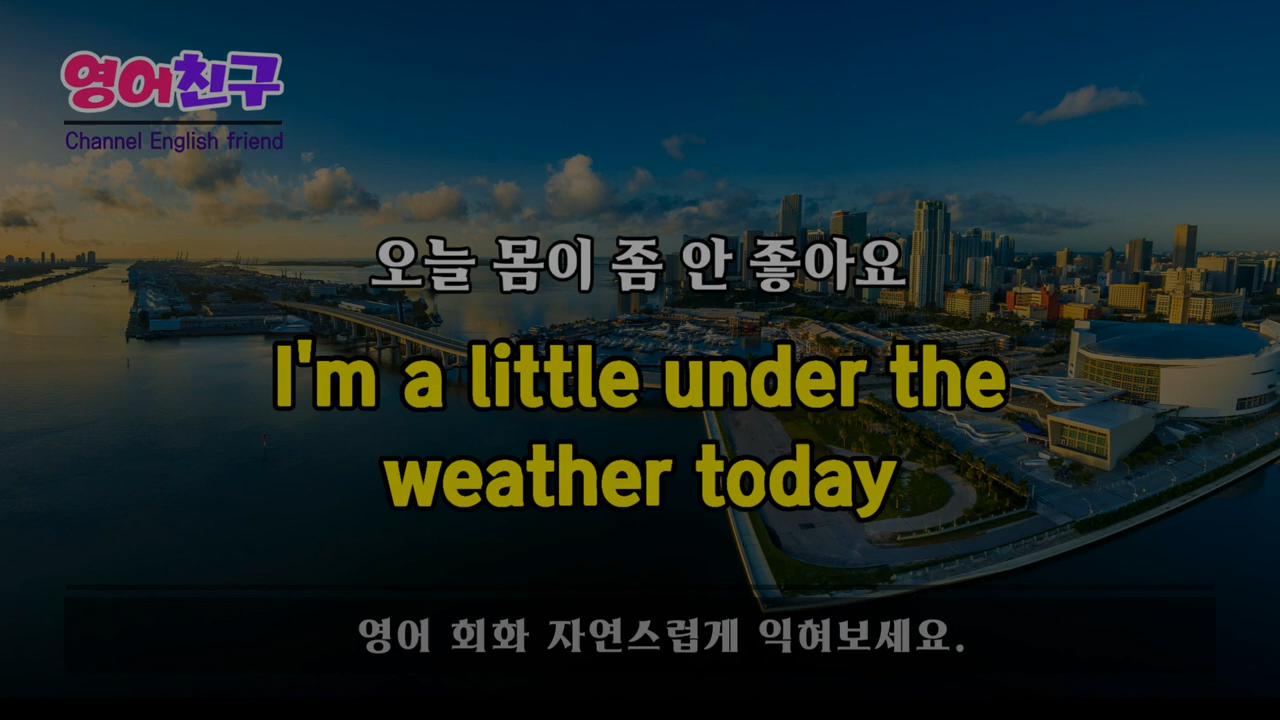 영어친구
Channel English friend
오늘 몸이 좀 안 좋아요
I'm a little under the
weather today
영어 회화 자연스럽게 익혀보세요.